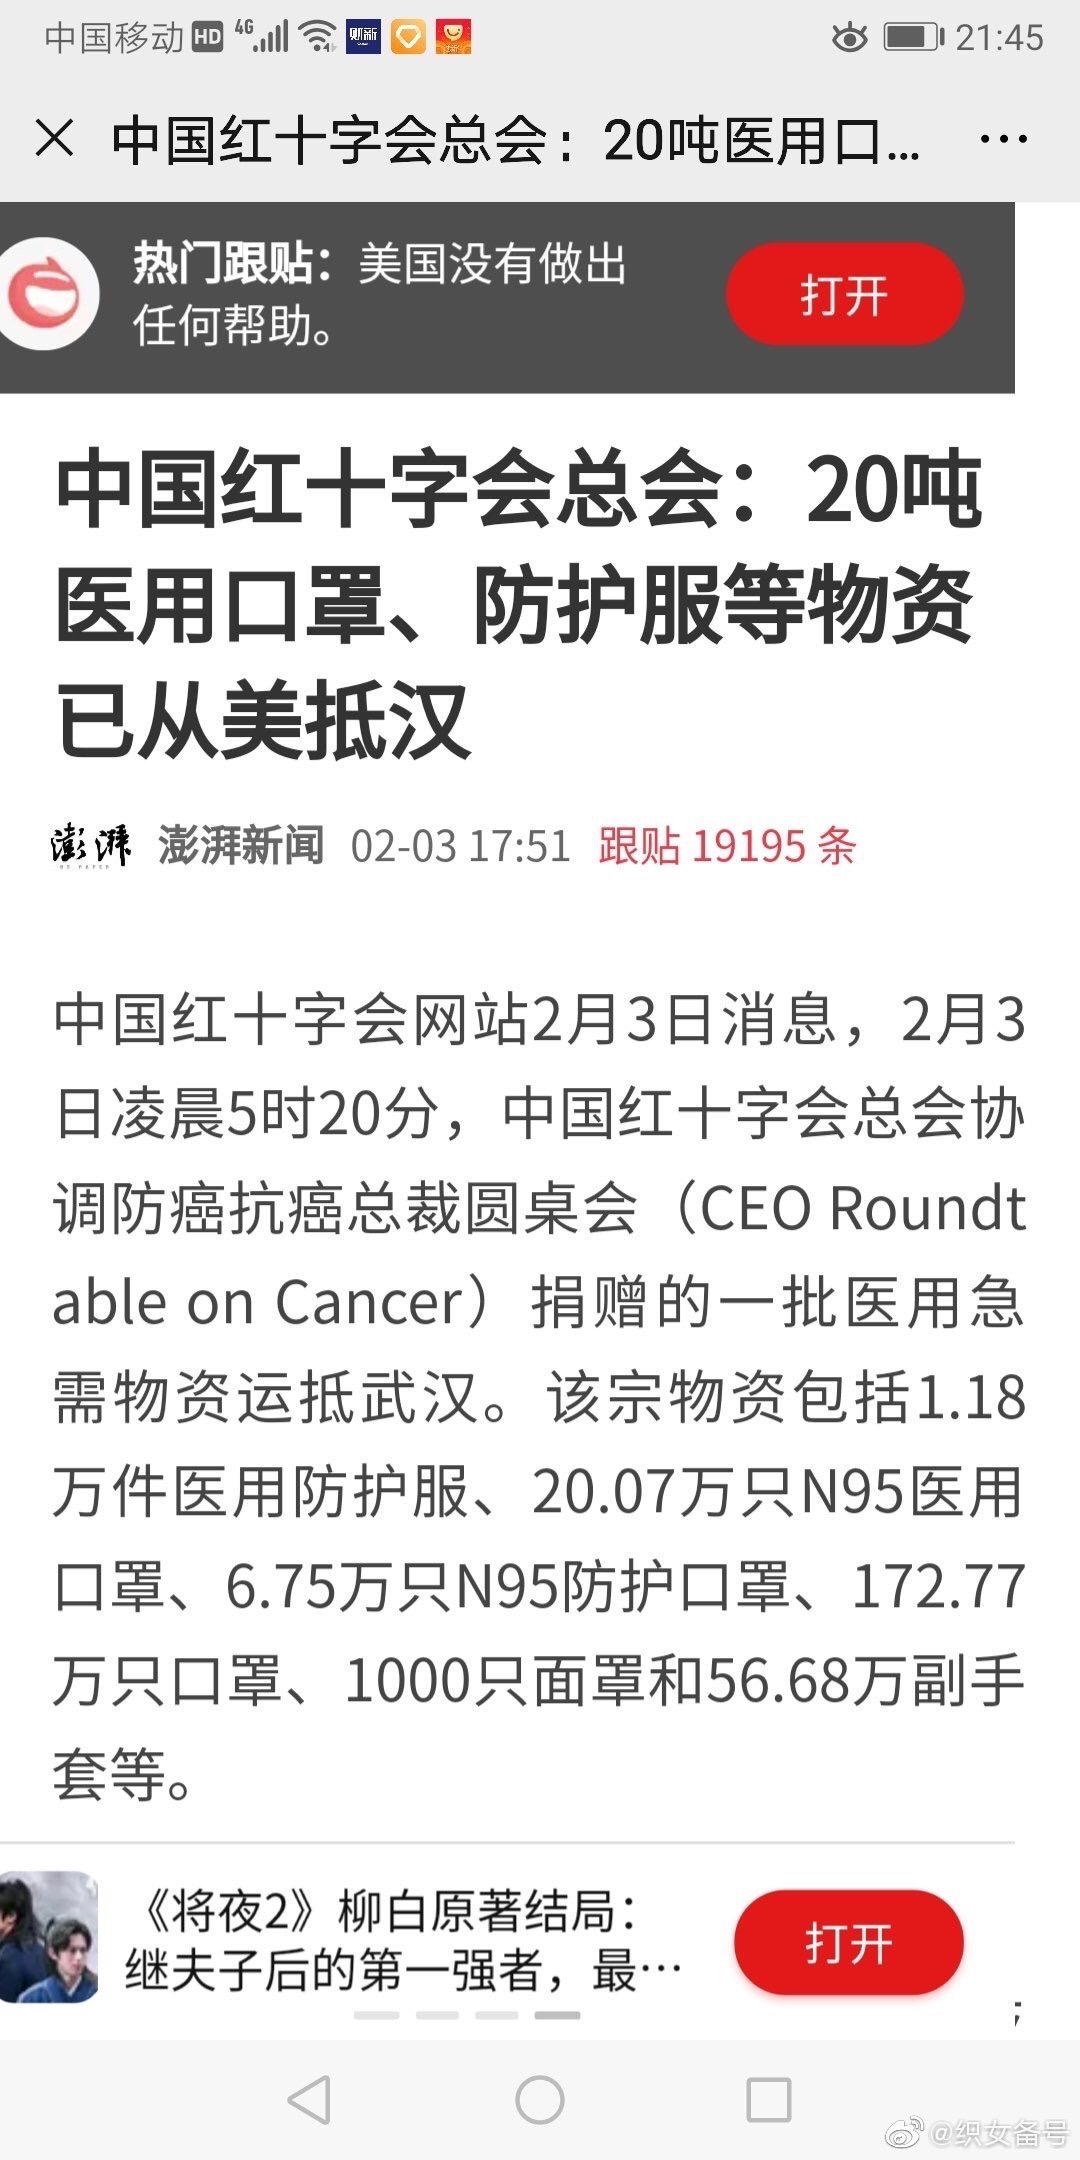 中国移动 HD 4G 财新 21:45
中国红十字会总会：20吨医用口...
热门跟贴：美国没有做出
任何帮助。
打开
中国红十字会总会：20吨
医用口罩、防护服等物资
已从美抵汉
澎湃 澎湃新闻 02-03 17:51 跟贴 19195 条
中国红十字会网站2月3日消息，2月3
日凌晨5时20分，中国红十字会总会协
调防癌抗癌总裁圆桌会（CEO Roundt
able on Cancer）捐赠的一批医用急
需物资运抵武汉。该宗物资包括1.18
万件医用防护服、20.07万只N95医用
口罩、6.75万只N95防护口罩、172.77
万只口罩、1000只面罩和56.68万副手
套等。
《将夜2》柳白原著结局：
继夫子后的第一强者，最…
打开
@织女备号